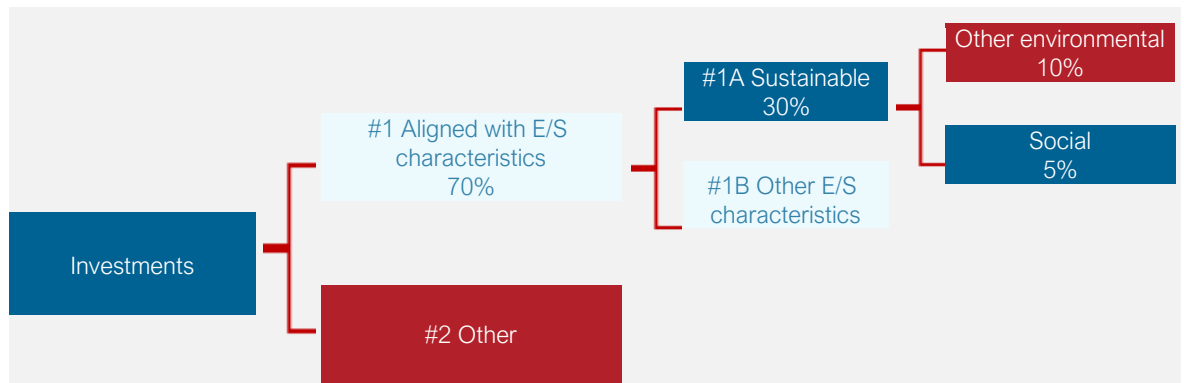 Investments
#1 Aligned with E/S
characteristics
70%
#2 Other
#1A Sustainable
30%
#1B Other E/S
characteristics
Other environmental
10%
Social
5%